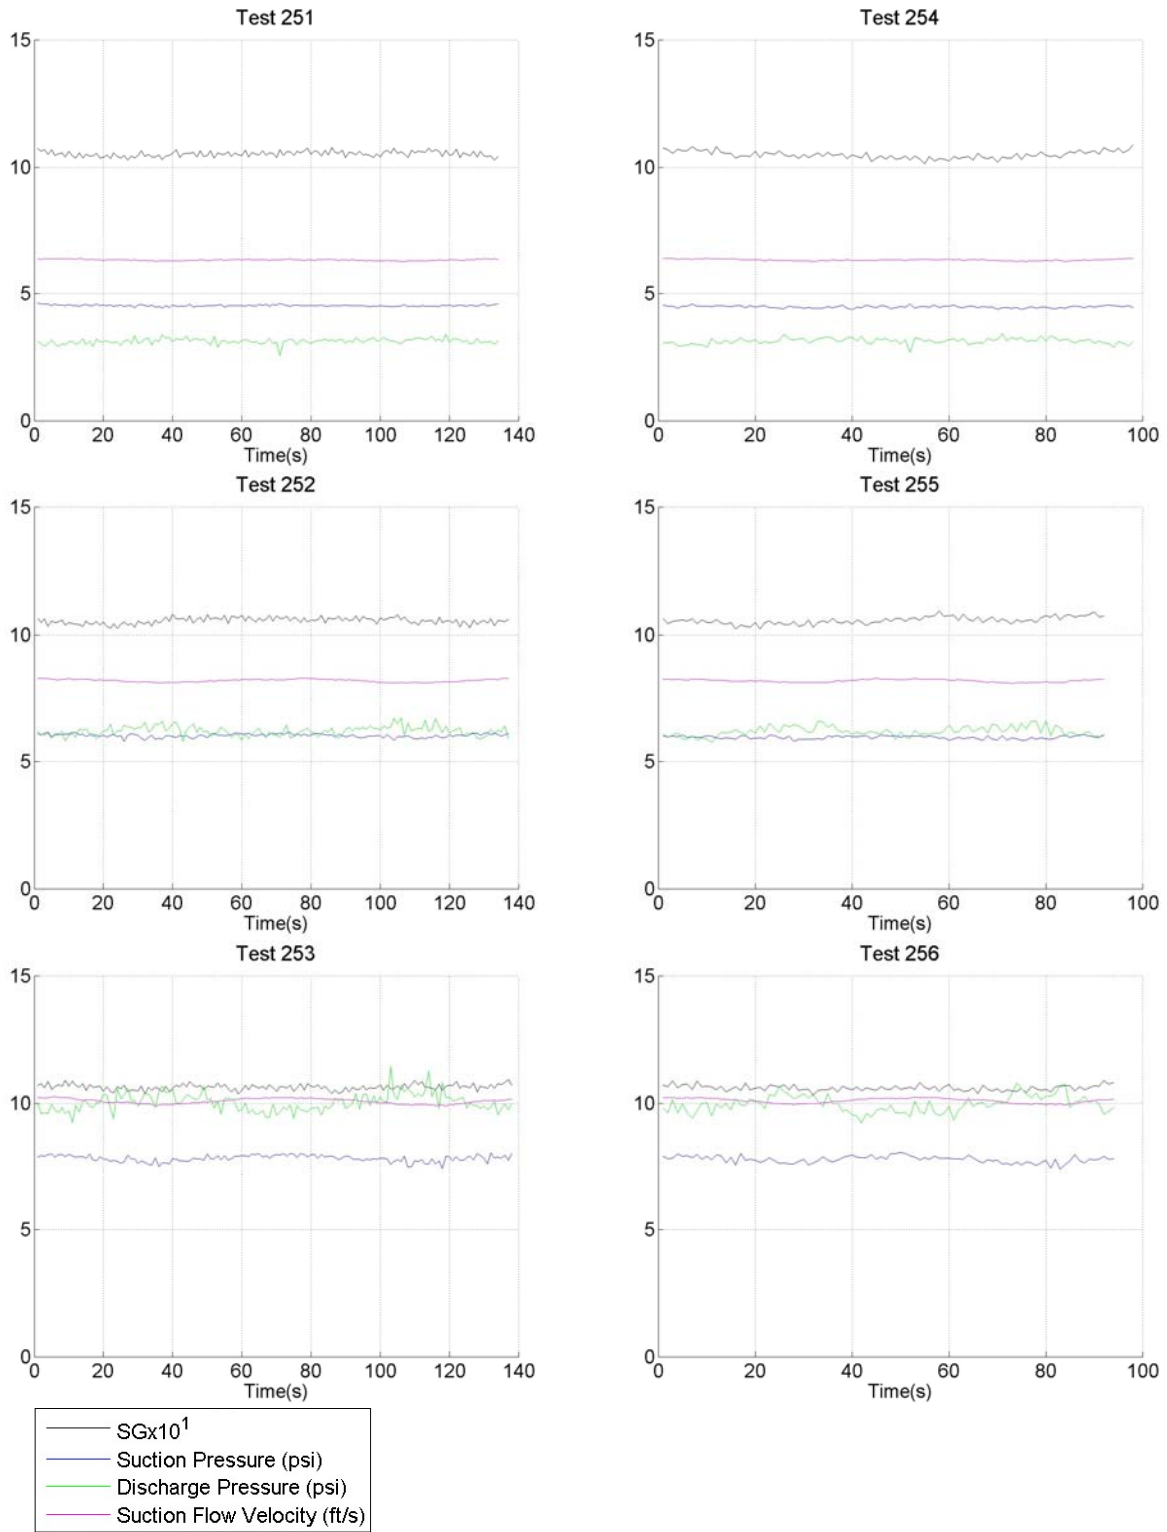 Test 251
15
10
5
0
0 20 40 60 80 100 120 140
Time(s)
Test 254
15
10
5
0
0 20 40 60 80 100
Time(s)
Test 252
15
10
5
0
0 20 40 60 80 100 120 140
Time(s)
Test 255
15
10
5
0
0 20 40 60 80 100
Time(s)
Test 253
15
10
5
0
0 20 40 60 80 100 120 140
Time(s)
Test 256
15
10
5
0
0 20 40 60 80 100
Time(s)
SGx10¹
Suction Pressure (psi)
Discharge Pressure (psi)
Suction Flow Velocity (ft/s)